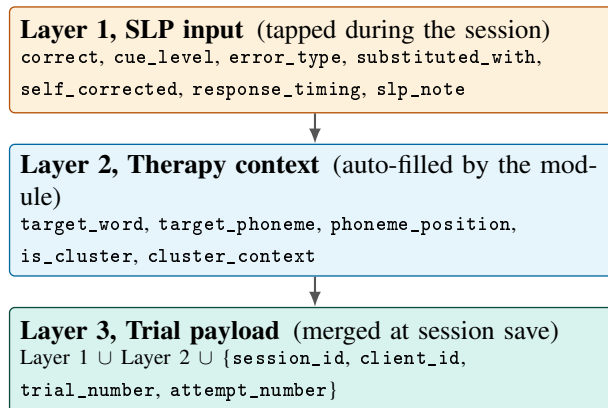 Layer 1, SLP input (tapped during the session)
correct, cue_level, error_type, substituted_with,
self_corrected, response_timing, slp_note
Layer 2, Therapy context (auto-filled by the mod-
ule)
target_word, target_phoneme, phoneme_position,
is_cluster, cluster_context
Layer 3, Trial payload (merged at session save)
Layer 1 ∪ Layer 2 ∪ {session_id, client_id,
trial_number, attempt_number}